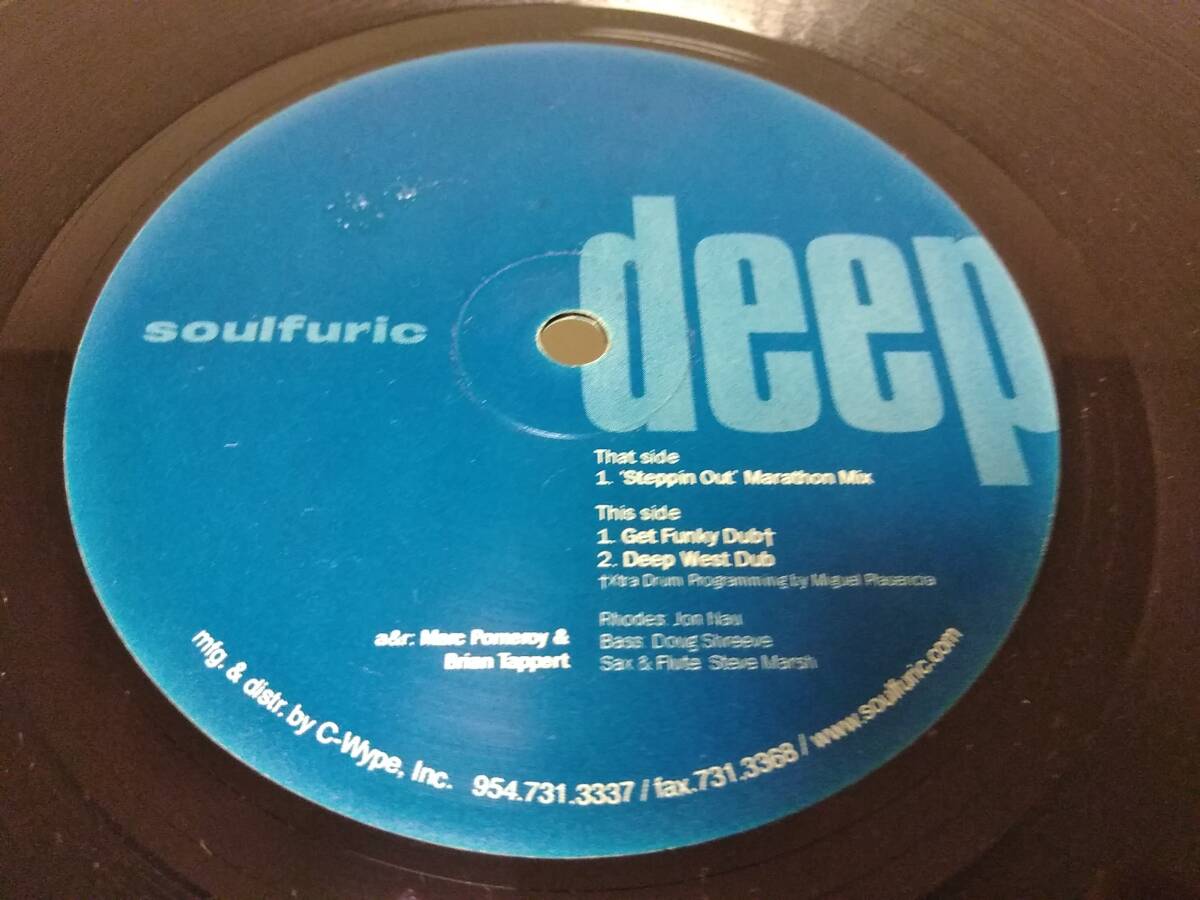 deep
soulfuric
That side
1. 'Steppin Out' Marathon Mix
This side
1. Get Funky Dub†
2. Deep West Dub
†Xtra Drum Programming by Miguel Plasencia
Rhodes: Jon Nau
Bass: Doug Shreeve
Sax & Flute: Steve Marsh
a&r: Marc Pomeroy &
Brian Tappert
mfg. & distr. by C-Wype, Inc. 954.731.3337 / fax.731.3368 / www.soulfuric.com